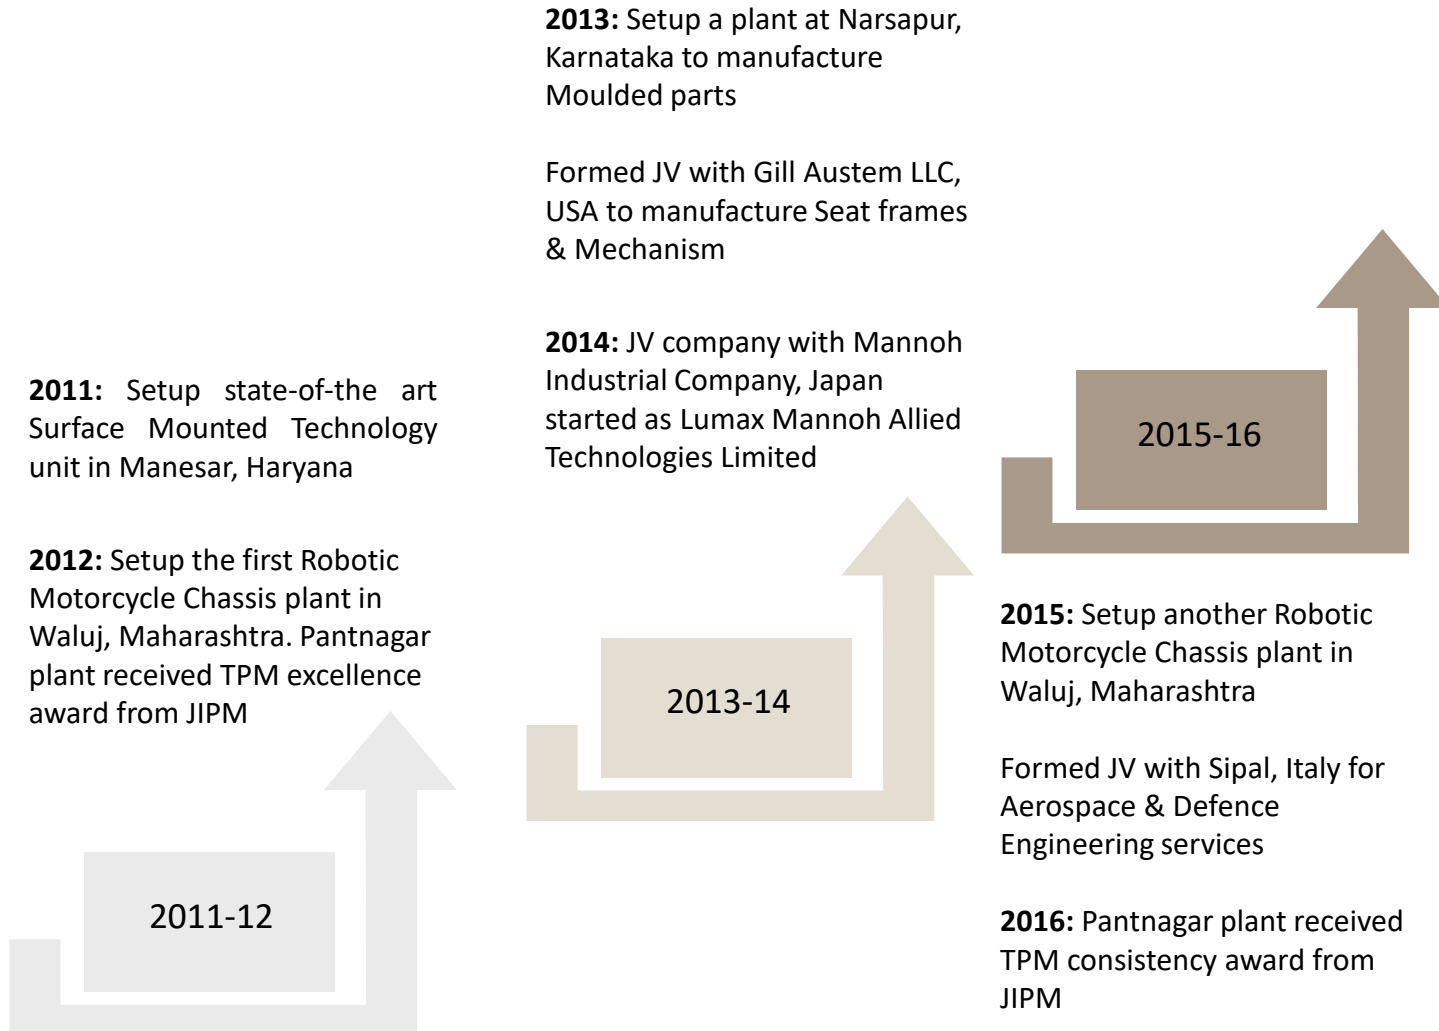 2011: Setup state-of-the art
Surface Mounted Technology
unit in Manesar, Haryana
2012: Setup the first Robotic
Motorcycle Chassis plant in
Waluj, Maharashtra. Pantnagar
plant received TPM excellence
award from JIPM
2011-12
2013: Setup a plant at Narsapur,
Karnataka to manufacture
Moulded parts
Formed JV with Gill Austem LLC,
USA to manufacture Seat frames
& Mechanism
2014: JV company with Mannoh
Industrial Company, Japan
started as Lumax Mannoh Allied
Technologies Limited
2013-14
2015-16
2015: Setup another Robotic
Motorcycle Chassis plant in
Waluj, Maharashtra
Formed JV with Sipal, Italy for
Aerospace & Defence
Engineering services
2016: Pantnagar plant received
TPM consistency award from
JIPM